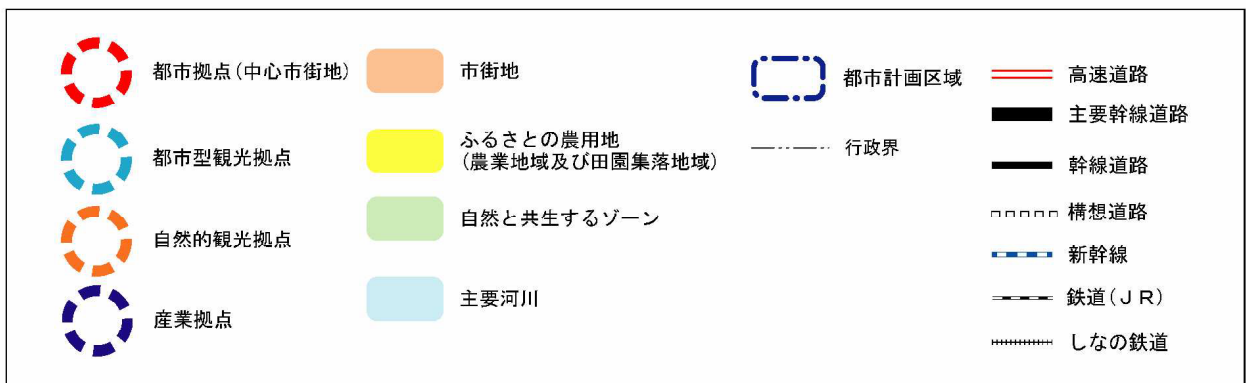 都市拠点(中心市街地)
都市型観光拠点
自然的観光拠点
産業拠点
市街地
ふるさとの農用地
(農業地域及び田園集落地域)
自然と共生するゾーン
主要河川
都市計画区域
行政界
高速道路
主要幹線道路
幹線道路
構想道路
新幹線
鉄道(JR)
しなの鉄道